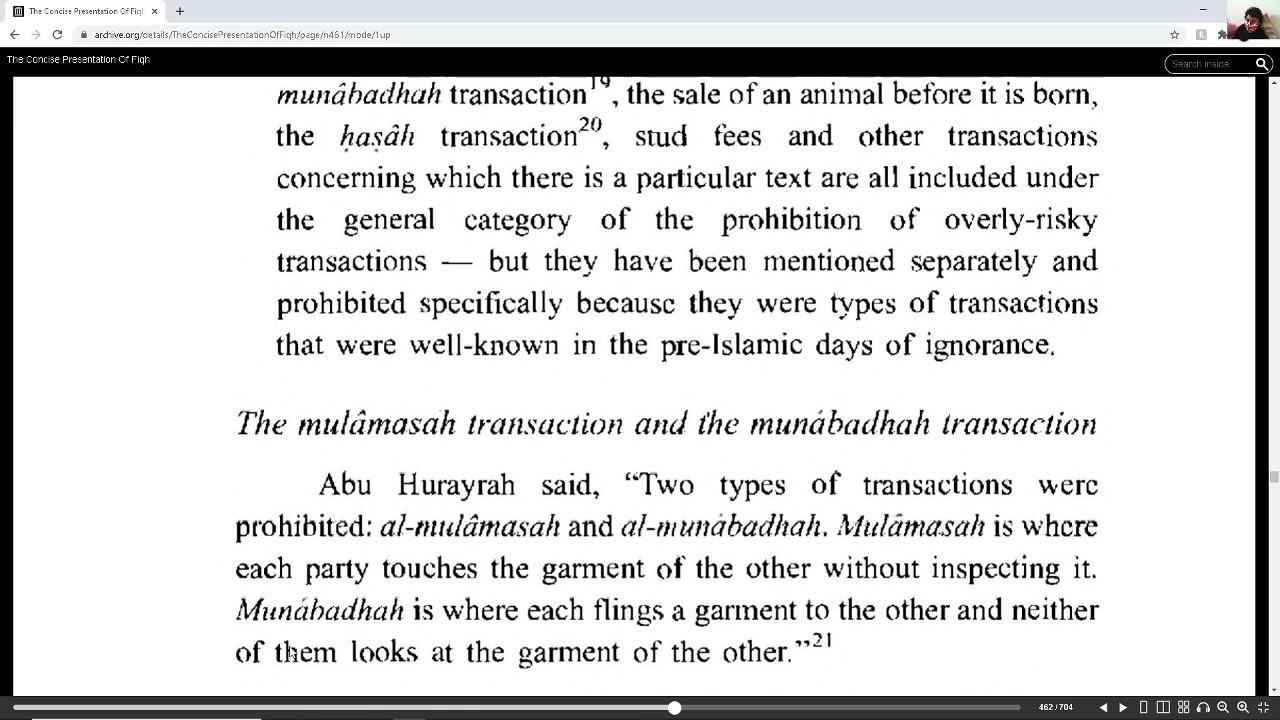 The Concise Presentation Of Fiqh
archive.org/details/TheConcisePresentationOfFiqh/page/n461/mode/1up
The Concise Presentation Of Fiqh
Search inside
munâbadhah transaction19, the sale of an animal before it is born,
the ḥaṣâh transaction20, stud fees and other transactions
concerning which there is a particular text are all included under
the general category of the prohibition of overly-risky
transactions — but they have been mentioned separately and
prohibited specifically because they were types of transactions
that were well-known in the pre-Islamic days of ignorance.
The mulâmasah transaction and the munábadhah transaction
Abu Hurayrah said, “Two types of transactions were
prohibited: al-mulâmasah and al-munábadhah. Mulâmasah is where
each party touches the garment of the other without inspecting it.
Munábadhah is where each flings a garment to the other and neither
of them looks at the garment of the other.”21
462 / 704